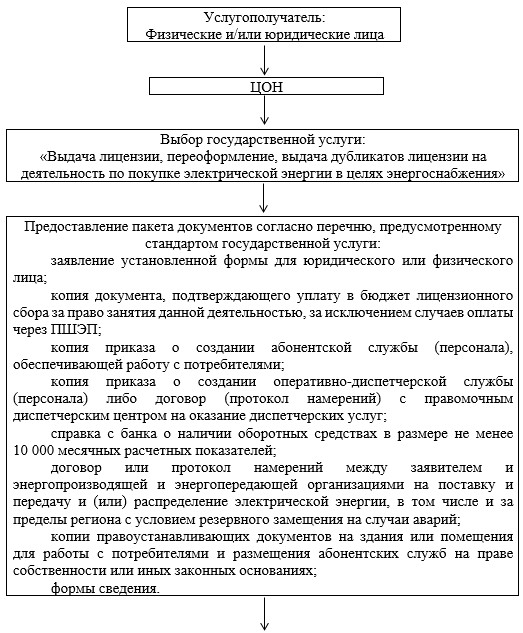 Услугополучатель:
Физические и/или юридические лица
ЦОН
Выбор государственной услуги:
«Выдача лицензии, переоформление, выдача дубликатов лицензии на
деятельность по покупке электрической энергии в целях энергоснабжения»
Предоставление пакета документов согласно перечню, предусмотренному
стандартом государственной услуги:
заявление установленной формы для юридического или физического
лица;
копия документа, подтверждающего уплату в бюджет лицензионного
сбора за право занятия данной деятельностью, за исключением случаев оплаты
через ПШЭП;
копия приказа о создании абонентской службы (персонала),
обеспечивающей работу с потребителями;
копия приказа о создании оперативно-диспетчерской службы
(персонала) либо договор (протокол намерений) с правомочным
диспетчерским центром на оказание диспетчерских услуг;
справка с банка о наличии оборотных средствах в размере не менее
10 000 месячных расчетных показателей;
договор или протокол намерений между заявителем и
энергопроизводящей и энергопередающей организациями на поставку и
передачу и (или) распределение электрической энергии, в том числе и за
пределы региона с условием резервного замещения на случаи аварий;
копии правоустанавливающих документов на здания или помещения
для работы с потребителями и размещения абонентских служб на праве
собственности или иных законных основаниях;
формы сведения.